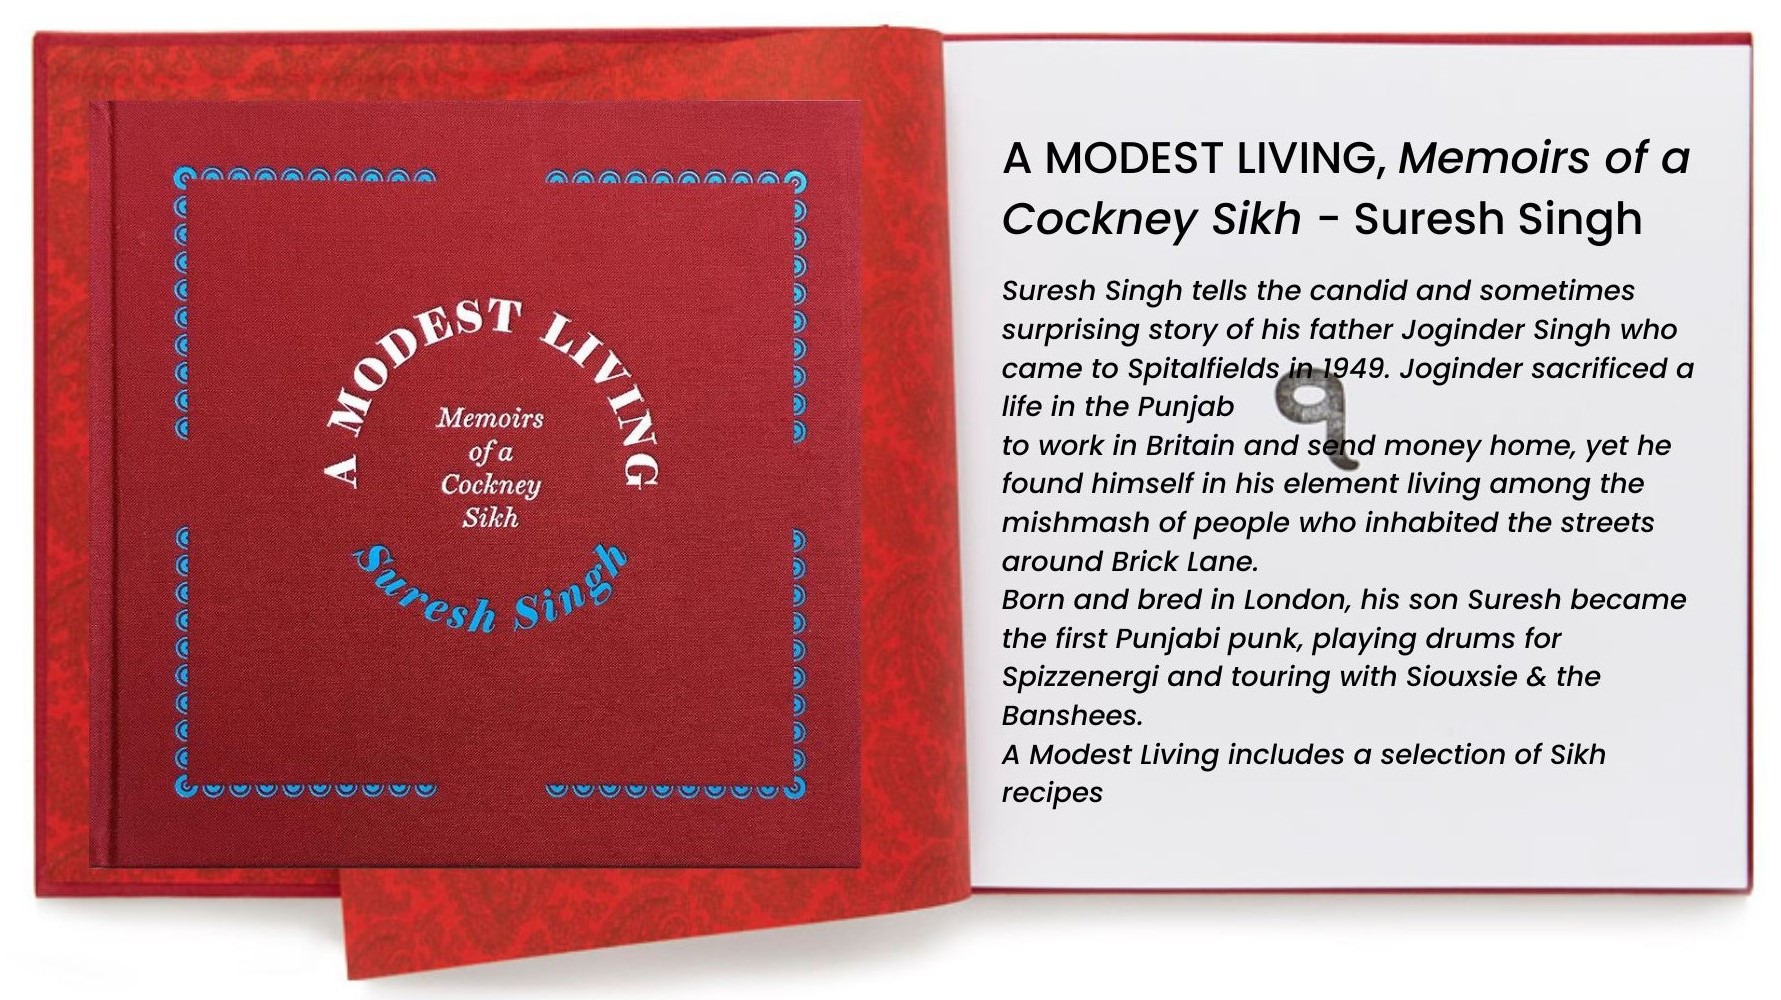 A MODEST LIVING
Memoirs
of a
Cockney
Sikh
Suresh Singh
A MODEST LIVING, Memoirs of a
Cockney Sikh - Suresh Singh
Suresh Singh tells the candid and sometimes
surprising story of his father Joginder Singh who
came to Spitalfields in 1949. Joginder sacrificed a
life in the Punjab
to work in Britain and send money home, yet he
found himself in his element living among the
mishmash of people who inhabited the streets
around Brick Lane.
Born and bred in London, his son Suresh became
the first Punjabi punk, playing drums for
Spizzenergi and touring with Siouxsie & the
Banshees.
A Modest Living includes a selection of Sikh
recipes
੧